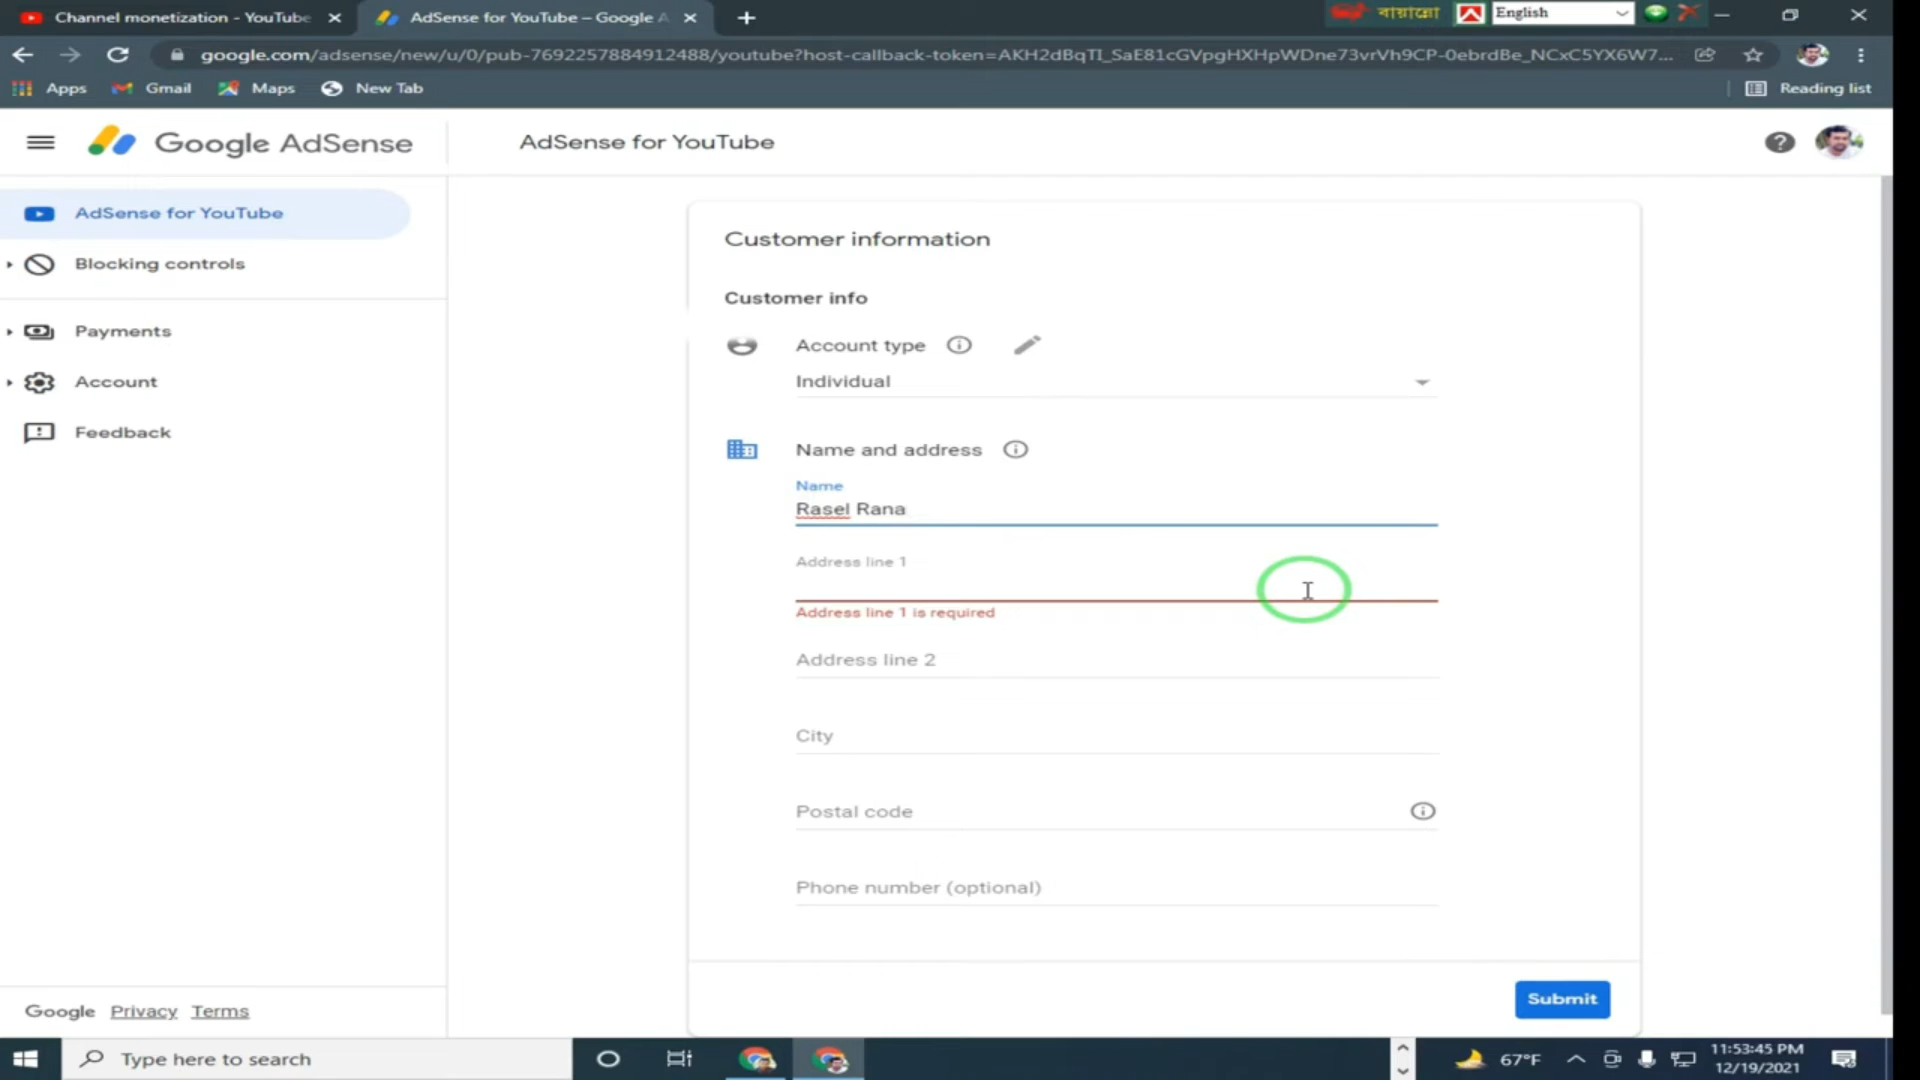 Channel monetization - YouTube
AdSense for YouTube – Google A
বায়ান্নো
English
google.com/adsense/new/u/0/pub-7692257884912488/youtube?host-callback-token=AKH2dBqTI_SaE81cGVpgHXHpWDne73vrVh9CP-0ebrdBe_NCxC5YX6W7...
Apps
Gmail
Maps
New Tab
Reading list
Google AdSense
AdSense for YouTube
AdSense for YouTube
Blocking controls
Payments
Account
Feedback
Customer information
Customer info
Account type
Individual
Name and address
Name
Rasel Rana
Address line 1
Address line 1 is required
Address line 2
City
Postal code
Phone number (optional)
Submit
Google Privacy Terms
Type here to search
67°F
11:53:45 PM
12/19/2021